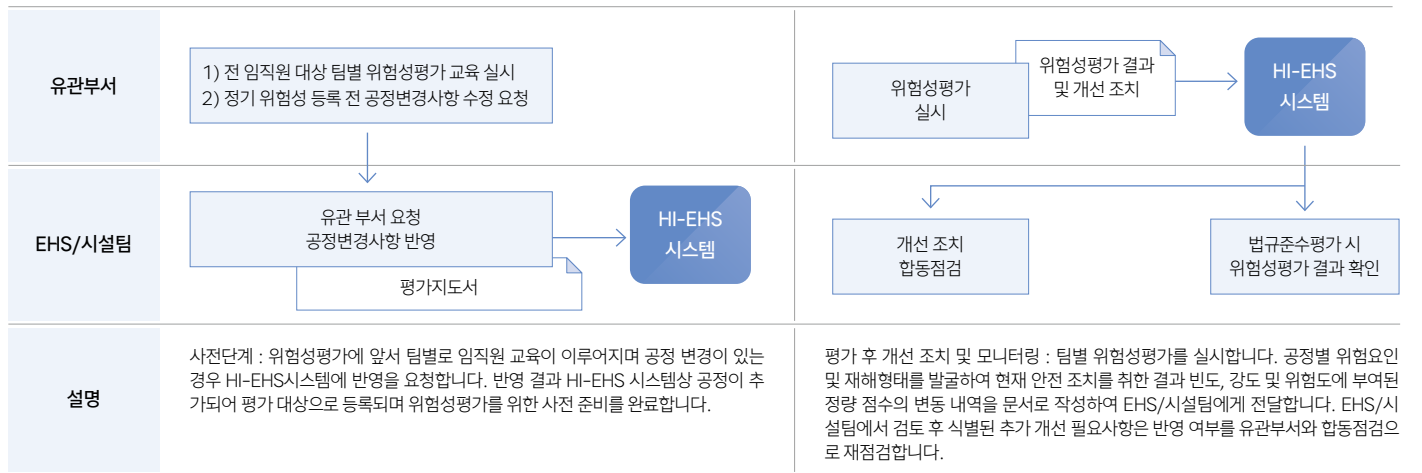 유관부서
1) 전 임직원 대상 팀별 위험성평가 교육 실시
2) 정기 위험성 등록 전 공정변경사항 수정 요청
위험성평가
실시
위험성평가 결과
및 개선 조치
HI-EHS
시스템
EHS/시설팀
유관 부서 요청
공정변경사항 반영
평가지도서
HI-EHS
시스템
개선 조치
합동점검
법규준수평가 시
위험성평가 결과 확인
설명
사전단계 : 위험성평가에 앞서 팀별로 임직원 교육이 이루어지며 공정 변경이 있는
경우 HI-EHS시스템에 반영을 요청합니다. 반영 결과 HI-EHS 시스템상 공정이 추
가되어 평가 대상으로 등록되며 위험성평가를 위한 사전 준비를 완료합니다.
평가 후 개선 조치 및 모니터링 : 팀별 위험성평가를 실시합니다. 공정별 위험요인
및 재해형태를 발굴하여 현재 안전 조치를 취한 결과 빈도, 강도 및 위험도에 부여된
정량 점수의 변동 내역을 문서로 작성하여 EHS/시설팀에게 전달합니다. EHS/시
설팀에서 검토 후 식별된 추가 개선 필요사항은 반영 여부를 유관부서와 합동점검으
로 재점검합니다.